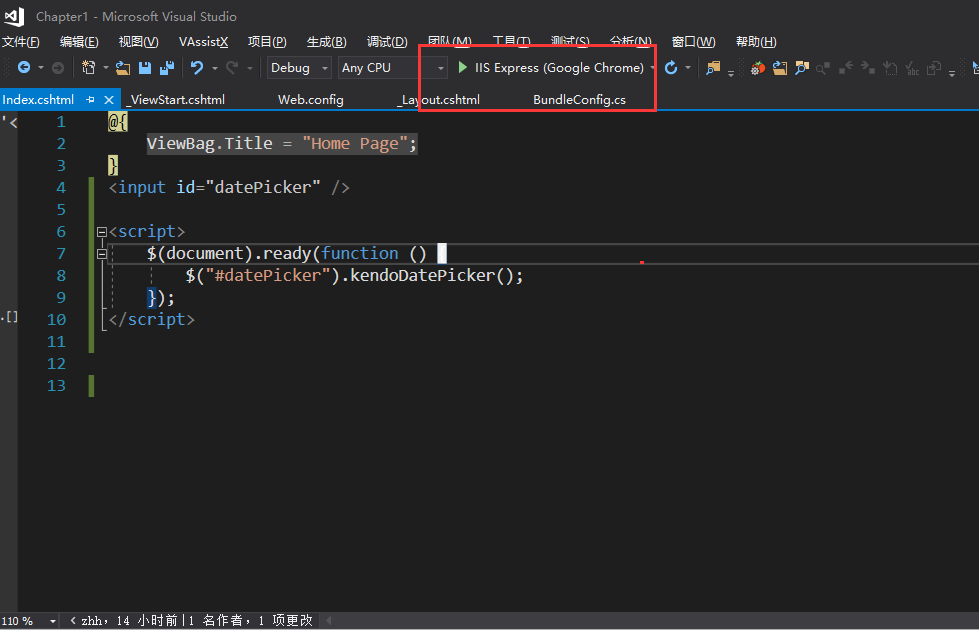 Chapter1 - Microsoft Visual Studio
文件(F) 编辑(E) 视图(V) VAssistX 项目(P) 生成(B) 调试(D) 团队(M) 工具(T) 测试(S) 分析(N) 窗口(W) 帮助(H)
Debug Any CPU IIS Express (Google Chrome)
Index.cshtml _ViewStart.cshtml Web.config _Layout.cshtml BundleConfig.cs
1 @{
2 ViewBag.Title = "Home Page";
3 }
4 <input id="datePicker" />
5
6 <script>
7 $(document).ready(function () {
8 $("#datePicker").kendoDatePicker();
9 });
10 </script>
11
12
13
110 % zhh, 14 小时前 | 1 名作者, 1 项更改